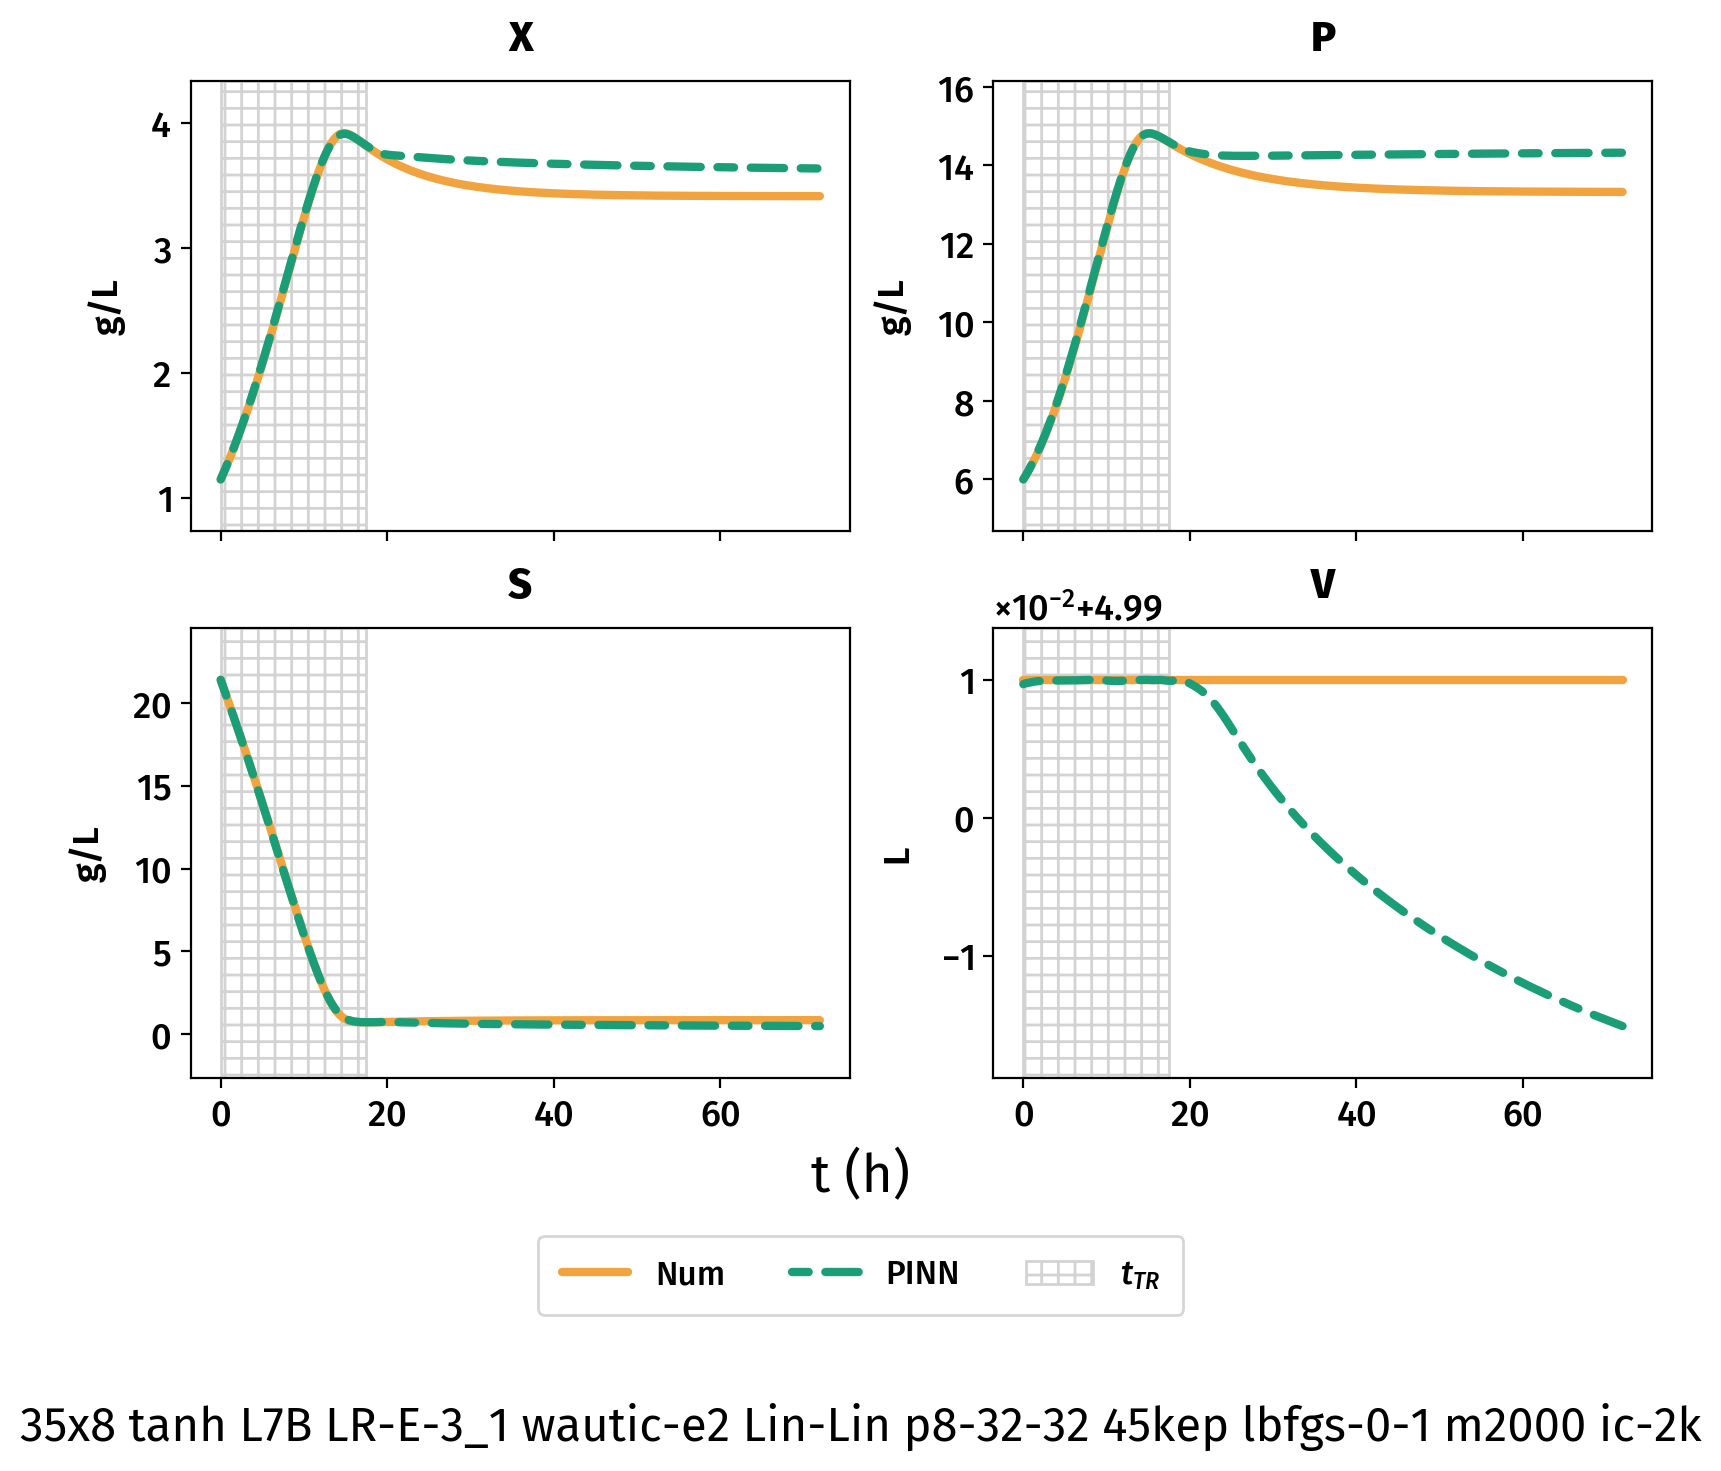 X
P
4
3
2
1
g/L
16
14
12
10
8
6
g/L
S
V
×10⁻²+4.99
20
15
10
5
0
g/L
1
0
−1
L
0 20 40 60
0 20 40 60
t (h)
Num PINN t_TR
35x8 tanh L7B LR-E-3_1 wautic-e2 Lin-Lin p8-32-32 45kep lbfgs-0-1 m2000 ic-2k